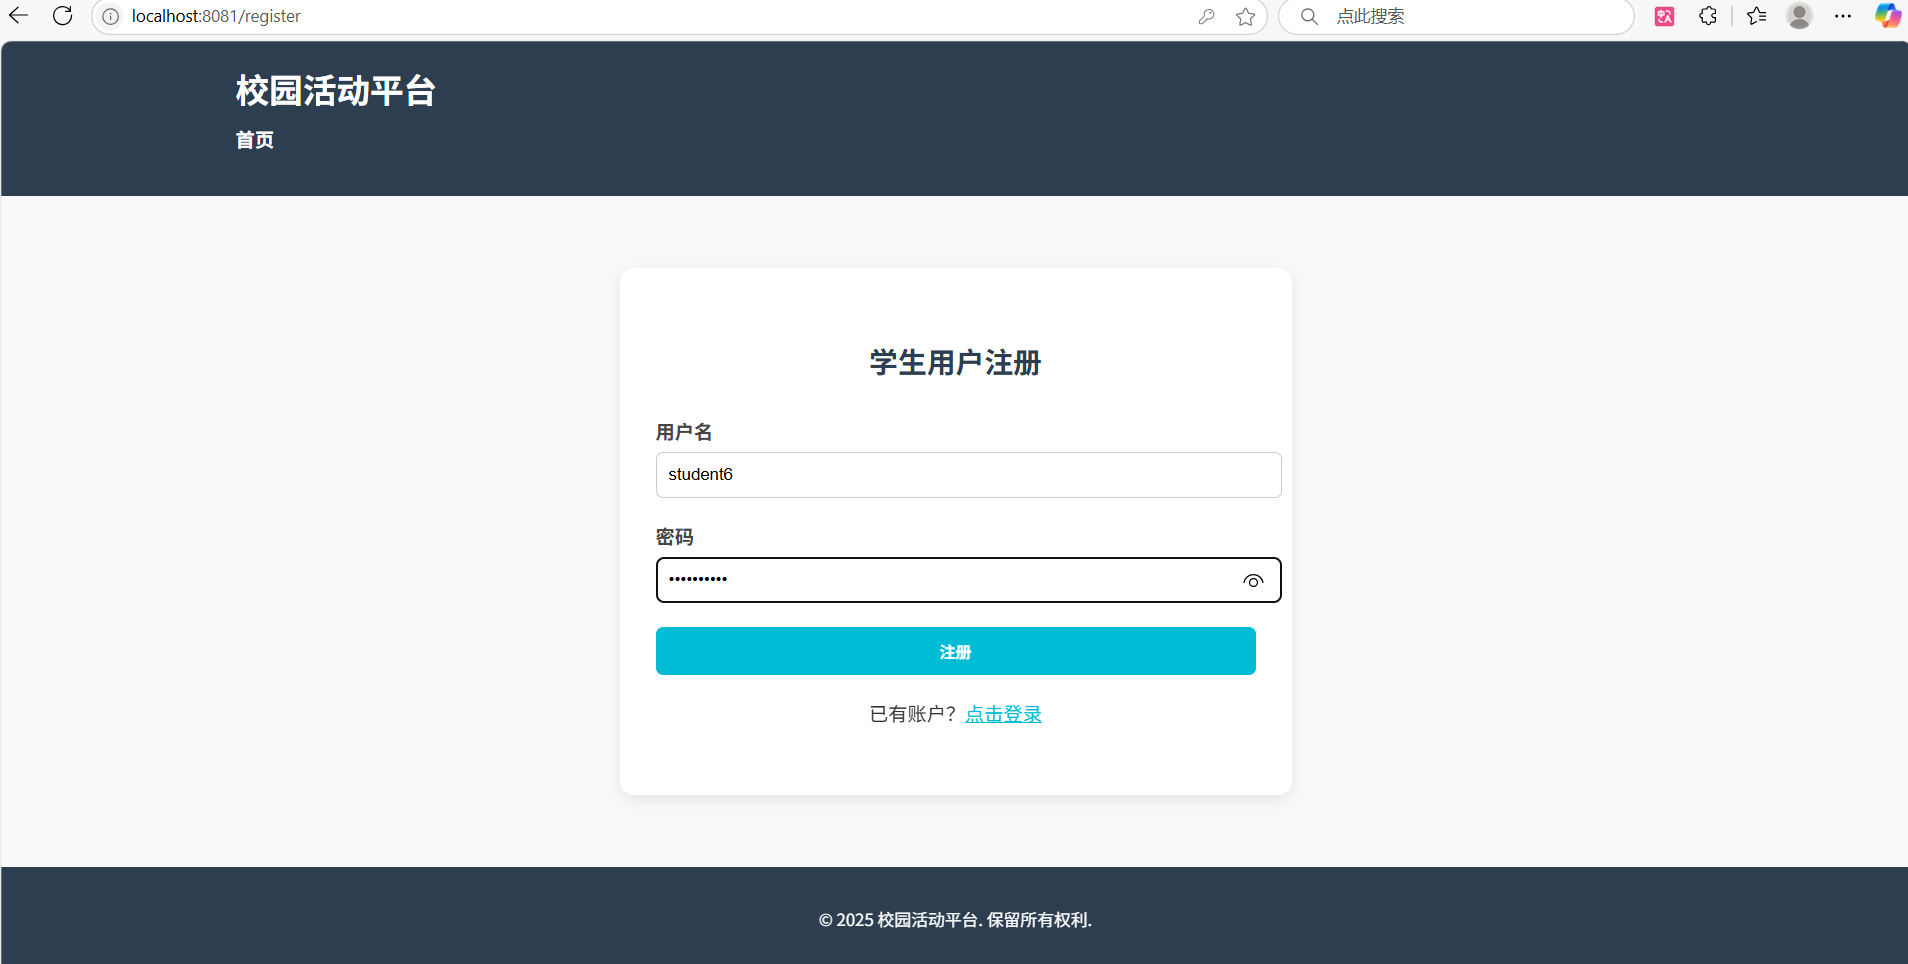 localhost:8081/register
点此搜索
校园活动平台
首页
学生用户注册
用户名
student6
密码
••••••••••
注册
已有账户？点击登录
© 2025 校园活动平台. 保留所有权利.